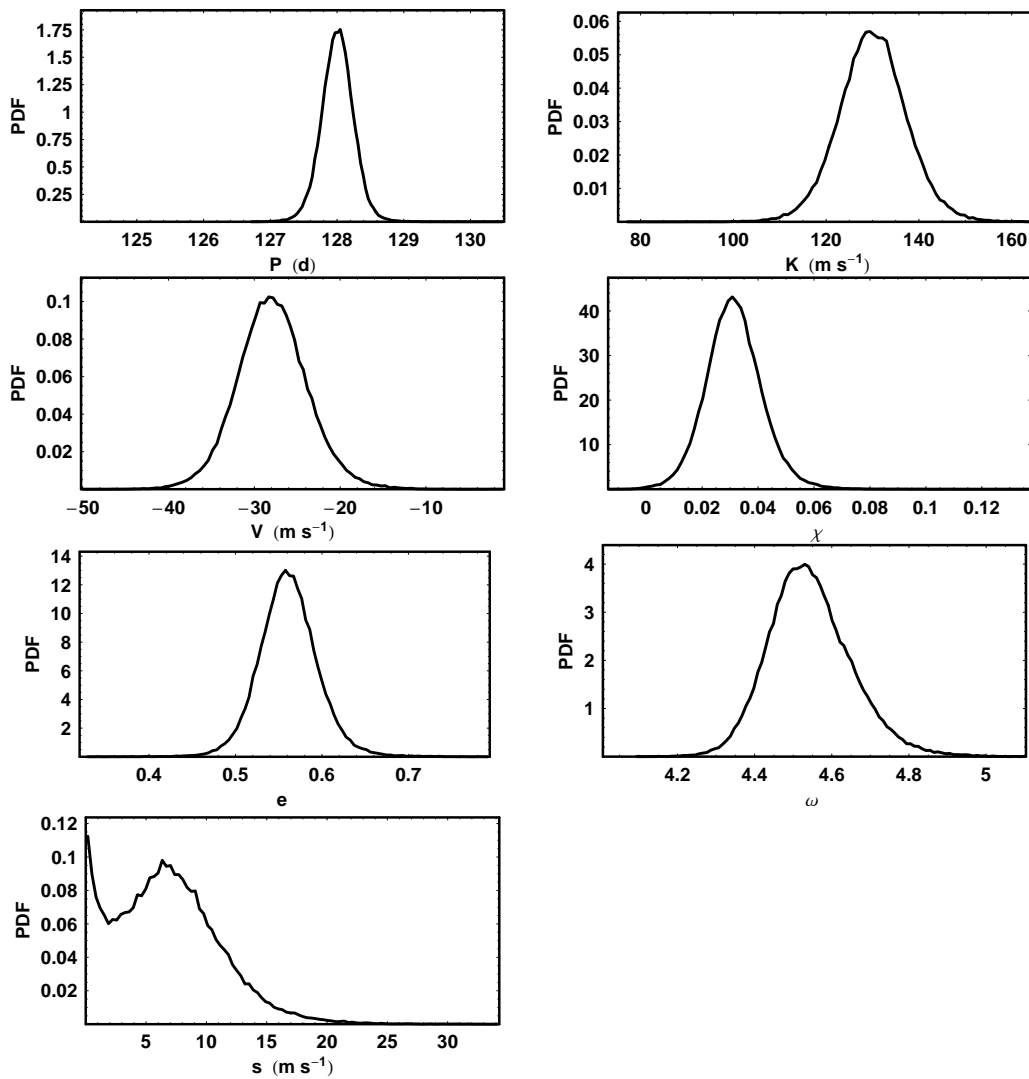 1.75
1.5
1.25
1
0.75
0.5
0.25
PDF
125 126 127 128 129 130
P (d)
0.06
0.05
0.04
0.03
0.02
0.01
PDF
80 100 120 140 160
K (m s⁻¹)
0.1
0.08
0.06
0.04
0.02
PDF
−50 −40 −30 −20 −10
V (m s⁻¹)
40
30
20
10
PDF
0 0.02 0.04 0.06 0.08 0.1 0.12
χ
14
12
10
8
6
4
2
PDF
0.4 0.5 0.6 0.7
e
4
3
2
1
PDF
4.2 4.4 4.6 4.8 5
ω
0.12
0.1
0.08
0.06
0.04
0.02
PDF
5 10 15 20 25 30
s (m s⁻¹)